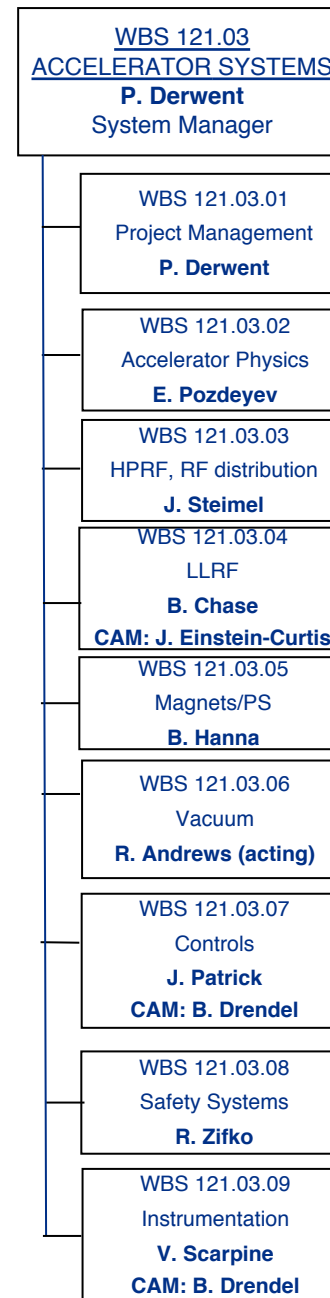 WBS 121.03
ACCELERATOR SYSTEMS
P. Derwent
System Manager
WBS 121.03.01
Project Management
P. Derwent
WBS 121.03.02
Accelerator Physics
E. Pozdeyev
WBS 121.03.03
HPRF, RF distribution
J. Steimel
WBS 121.03.04
LLRF
B. Chase
CAM: J. Einstein-Curtis
WBS 121.03.05
Magnets/PS
B. Hanna
WBS 121.03.06
Vacuum
R. Andrews (acting)
WBS 121.03.07
Controls
J. Patrick
CAM: B. Drendel
WBS 121.03.08
Safety Systems
R. Zifko
WBS 121.03.09
Instrumentation
V. Scarpine
CAM: B. Drendel